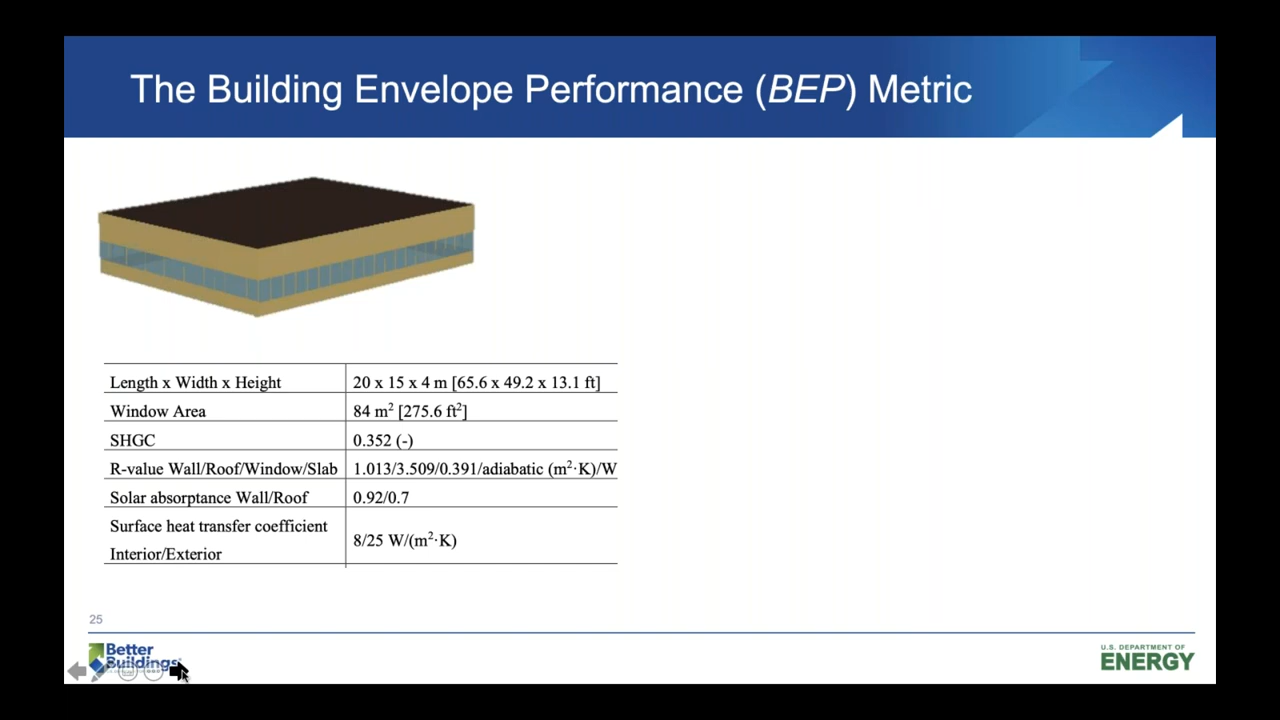 The Building Envelope Performance (BEP) Metric
Length x Width x Height 20 x 15 x 4 m [65.6 x 49.2 x 13.1 ft]
Window Area 84 m² [275.6 ft²]
SHGC 0.352 (-)
R-value Wall/Roof/Window/Slab 1.013/3.509/0.391/adiabatic (m²·K)/W
Solar absorptance Wall/Roof 0.92/0.7
Surface heat transfer coefficient
Interior/Exterior 8/25 W/(m²·K)
25
Better
Buildings
U.S. DEPARTMENT OF
ENERGY